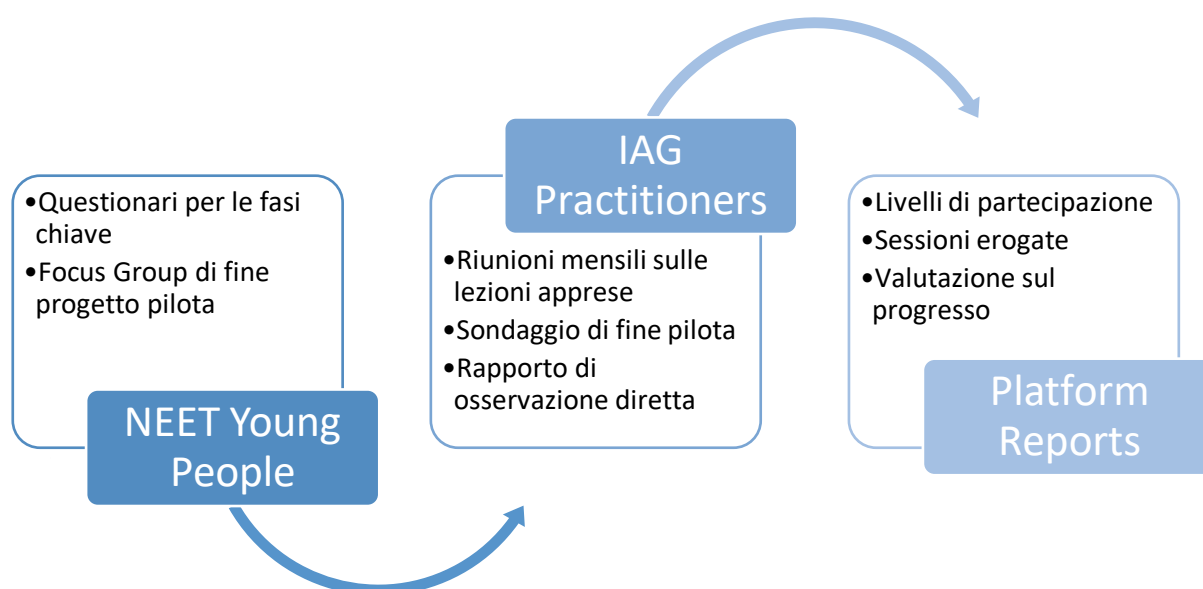 •Questionari per le fasi
chiave
•Focus Group di fine
progetto pilota
NEET Young
People
IAG
Practitioners
•Riunioni mensili sulle
lezioni apprese
•Sondaggio di fine pilota
•Rapporto di
osservazione diretta
•Livelli di partecipazione
•Sessioni erogate
•Valutazione sul
progresso
Platform
Reports